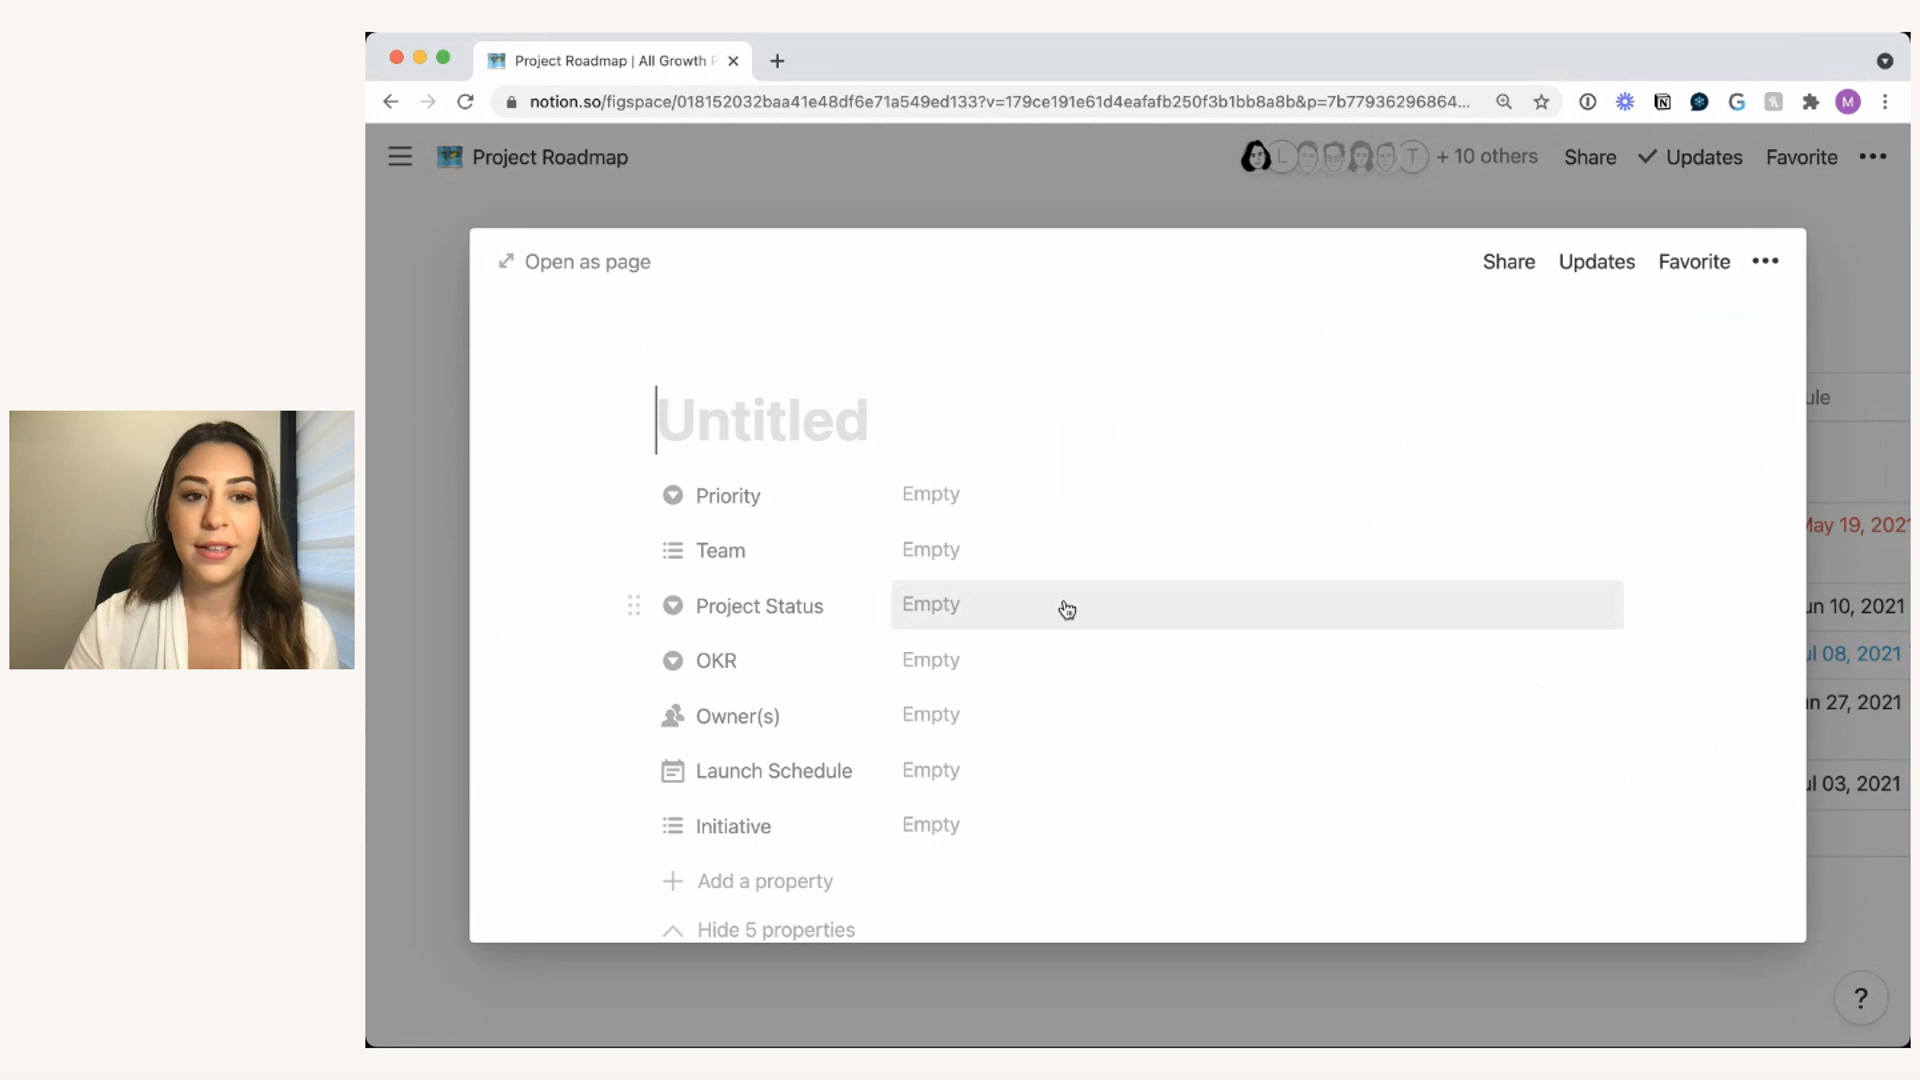 Project Roadmap | All Growth P
notion.so/figspace/018152032baa41e48df6e71a549ed133?v=179ce191e61d4eafafb250f3b1bb8a8b&p=7b77936296864...
M
Project Roadmap
L
T
+ 10 others
Share
Updates
Favorite
Open as page
Share
Updates
Favorite
Untitled
Priority Empty
Team Empty
Project Status Empty
OKR Empty
Owner(s) Empty
Launch Schedule Empty
Initiative Empty
Add a property
Hide 5 properties
ule
May 19, 202
un 10, 2021
ul 08, 2021
un 27, 2021
ul 03, 2021
?